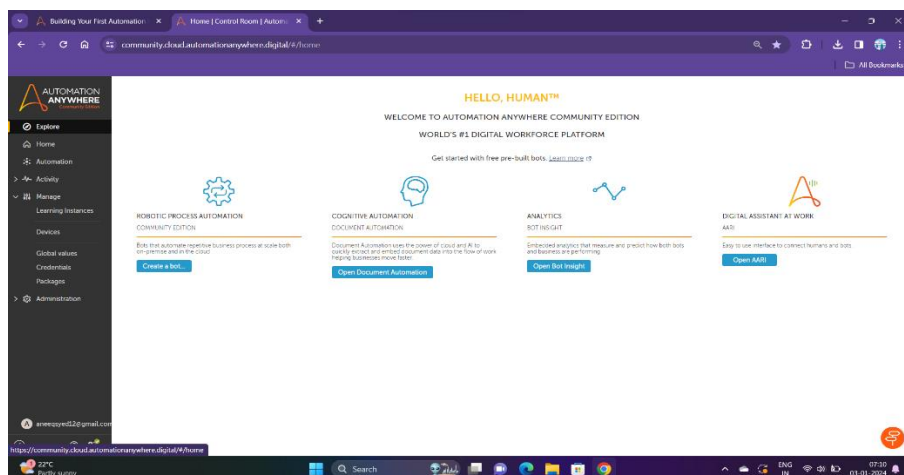 Building Your First Automation
Home | Control Room | Automa
community.cloud.automationanywhere.digital/#/home
All Bookmarks
AUTOMATION
ANYWHERE
Community Edition
Explore
Home
Automation
Activity
Manage
Learning Instances
Devices
Global values
Credentials
Packages
Administration
HELLO, HUMAN™
WELCOME TO AUTOMATION ANYWHERE COMMUNITY EDITION
WORLD'S #1 DIGITAL WORKFORCE PLATFORM
Get started with free pre-built bots. Learn more
ROBOTIC PROCESS AUTOMATION
COMMUNITY EDITION
Bots that automate repetitive business process at scale both
on-premise and in the cloud
Create a bot...
COGNITIVE AUTOMATION
DOCUMENT AUTOMATION
Document Automation uses the power of cloud and AI to
quickly extract and embed document data into the flow of work
helping businesses move faster
Open Document Automation
ANALYTICS
BOT INSIGHT
Embedded analytics that measure and predict how both bots
and business are performing
Open Bot Insight
DIGITAL ASSISTANT AT WORK
AARI
Easy to use interface to connect humans and bots
Open AARI
https://community.cloud.automationanywhere.digital/#/home
22°C
Partly sunny
Search
ENG
IN
07:10
03-01-2024